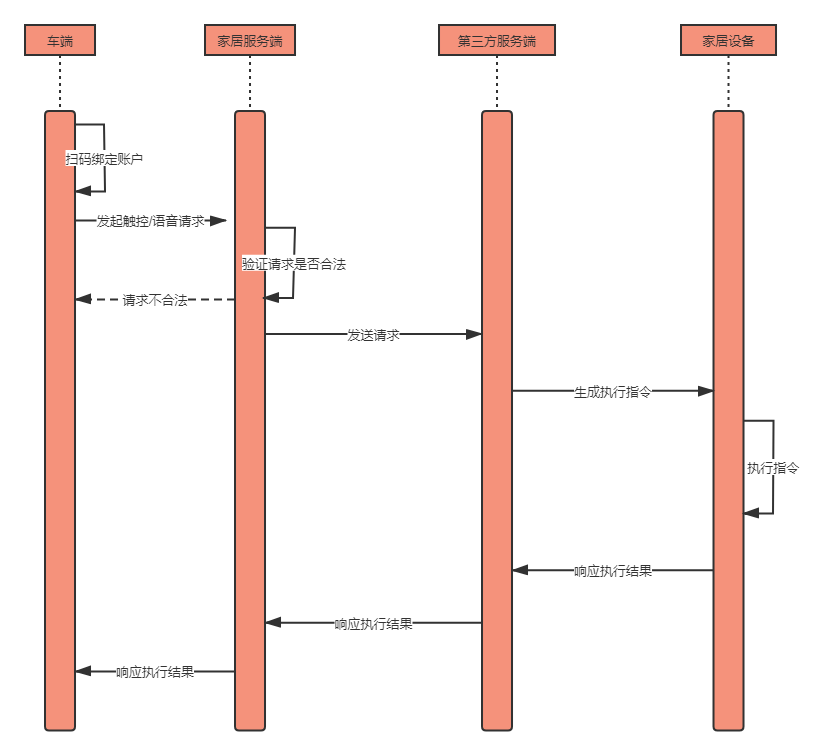 车端
家居服务端
第三方服务端
家居设备
扫码绑定账户
发起触控/语音请求
验证请求是否合法
请求不合法
发送请求
生成执行指令
执行指令
响应执行结果
响应执行结果
响应执行结果